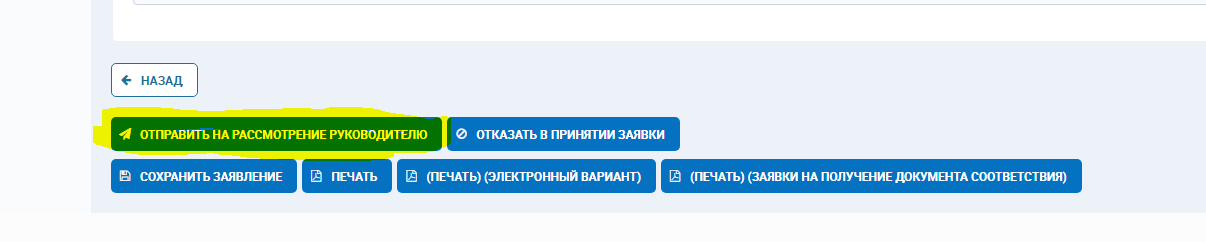 НАЗАД
ОТПРАВИТЬ НА РАССМОТРЕНИЕ РУКОВОДИТЕЛЮ ОТКАЗАТЬ В ПРИНЯТИИ ЗАЯВКИ
СОХРАНИТЬ ЗАЯВЛЕНИЕ ПЕЧАТЬ (ПЕЧАТЬ) (ЭЛЕКТРОННЫЙ ВАРИАНТ) (ПЕЧАТЬ) (ЗАЯВКИ НА ПОЛУЧЕНИЕ ДОКУМЕНТА СООТВЕТСТВИЯ)